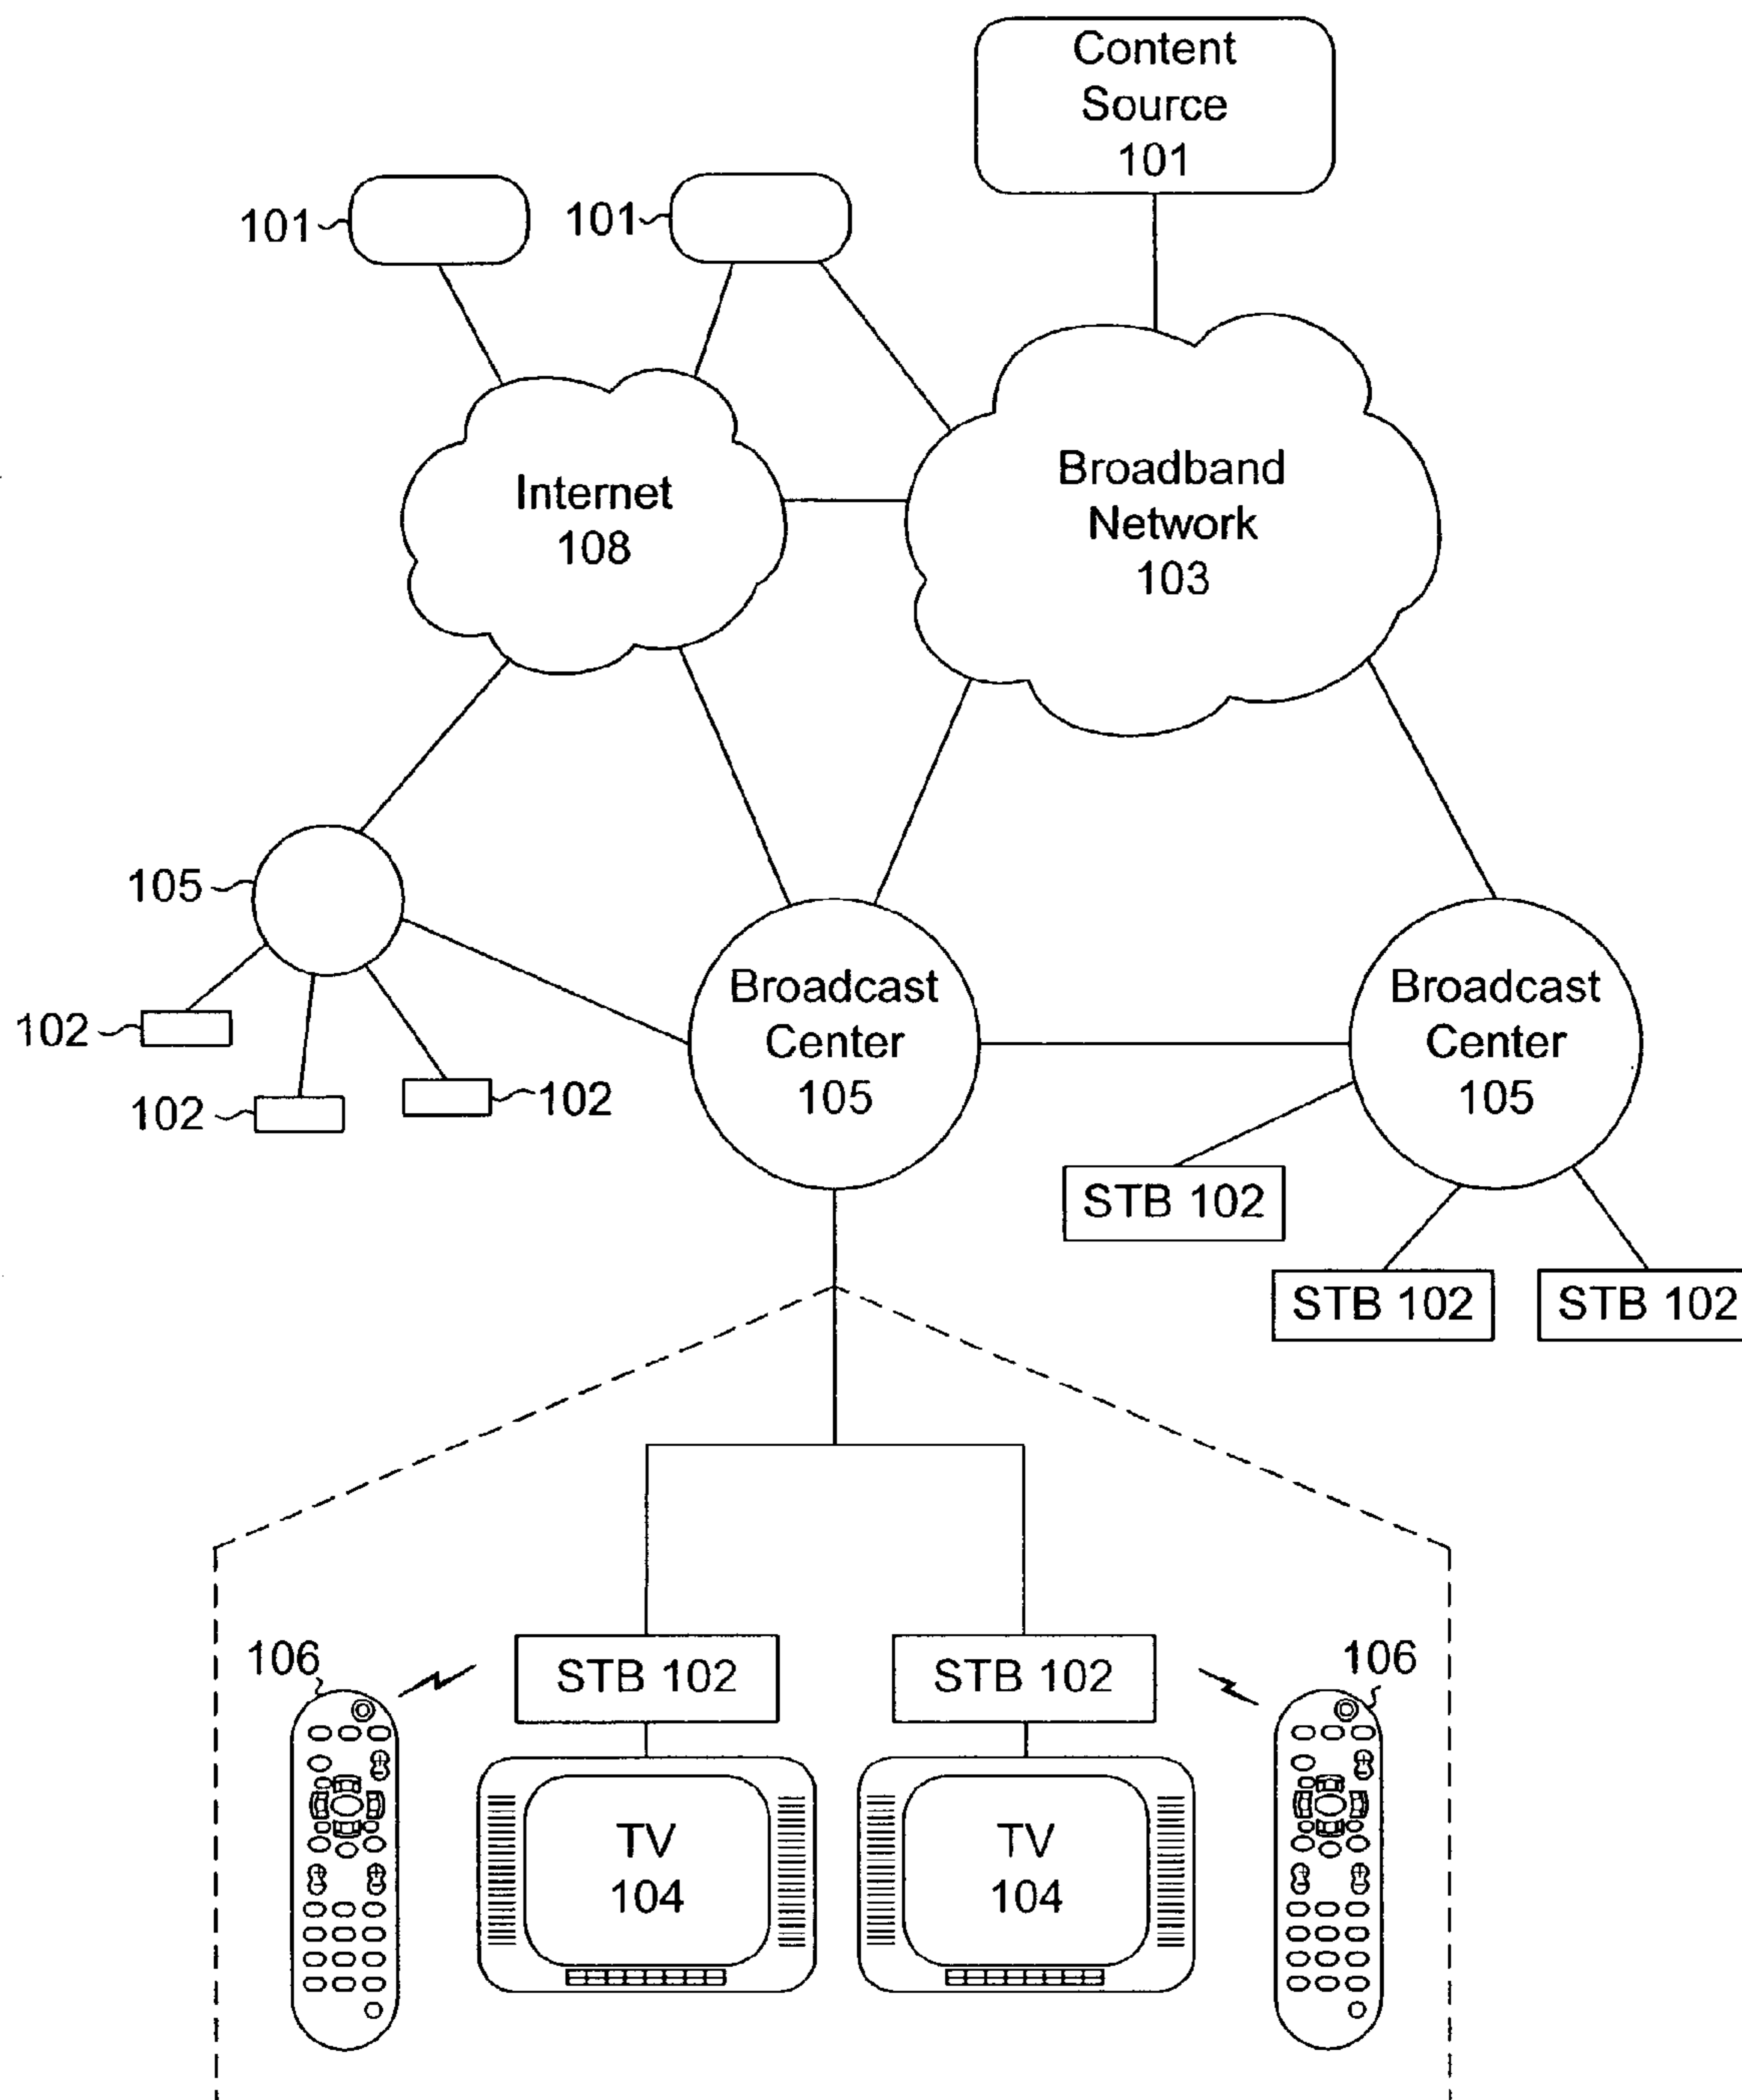 Content
Source
101
101
101
Internet
108
Broadband
Network
103
105
Broadcast
Center
105
Broadcast
Center
105
102
102
102
STB 102
STB 102
STB 102
106
STB 102
STB 102
106
TV
104
TV
104